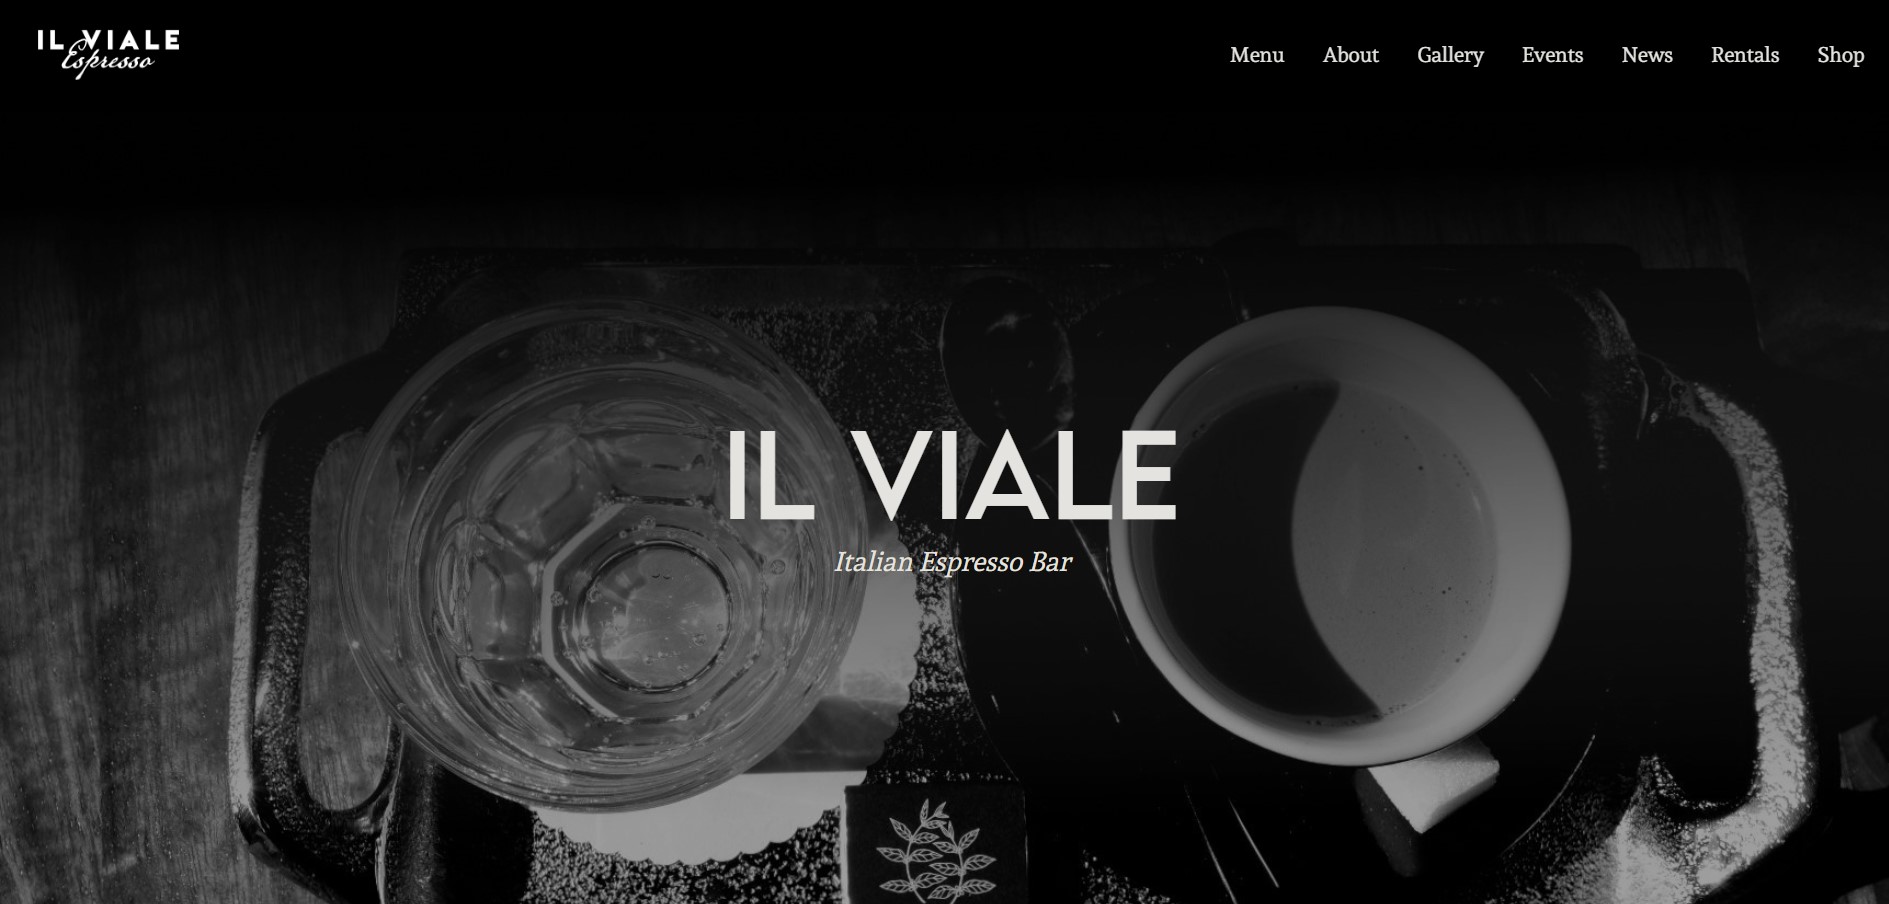 IL VIALE
Espresso
Menu About Gallery Events News Rentals Shop
IL VIALE
Italian Espresso Bar